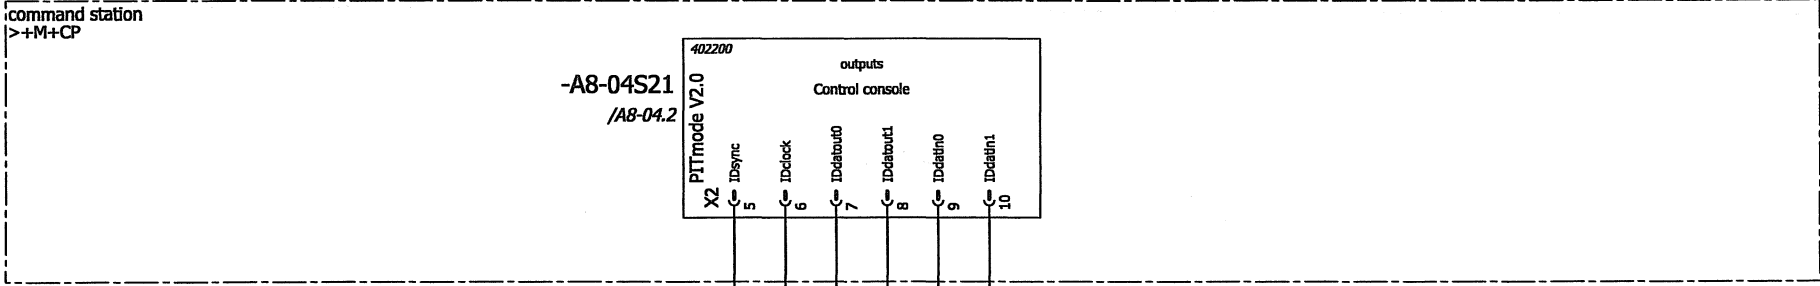 command station
>+M+CP
402200
outputs
-A8-04S21
Control console
/A8-04.2
PITmode V2.0
X2
IDsync
IDclock
IDdatout0
IDdatout1
IDdatin0
IDdatin1
5
6
7
8
9
10